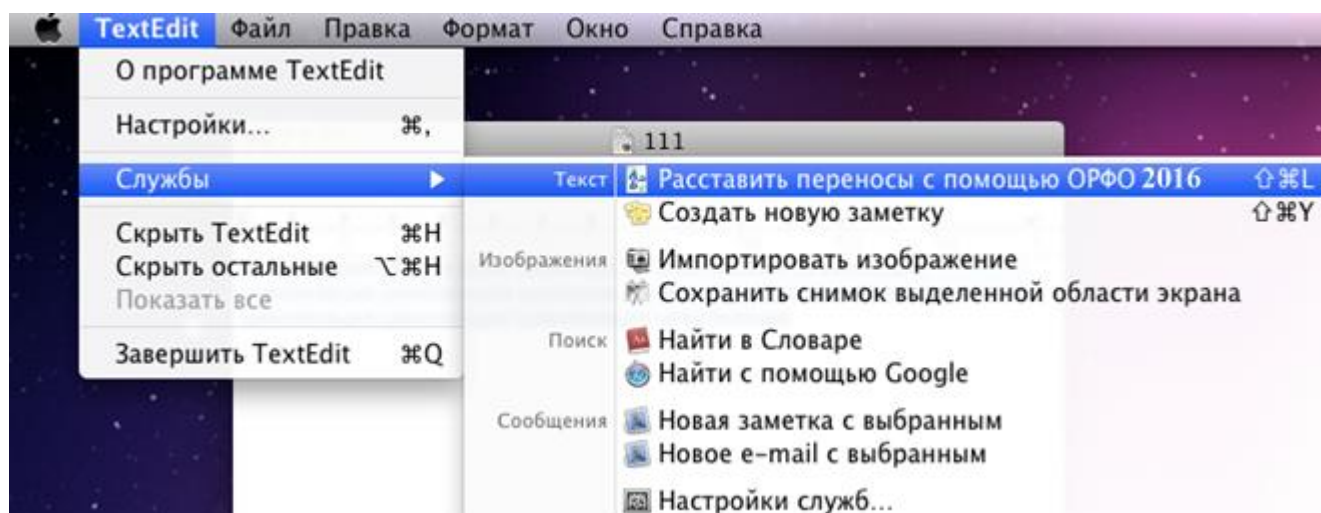 TextEdit Файл Правка Формат Окно Справка
О программе TextEdit
Настройки... ⌘,
111
Службы ▶
Текст Расставить переносы с помощью ОРФО 2016 ⇧⌘L
Создать новую заметку ⇧⌘Y
Скрыть TextEdit ⌘H
Скрыть остальные ⌥⌘H
Показать все
Завершить TextEdit ⌘Q
Изображения Импортировать изображение
Сохранить снимок выделенной области экрана
Поиск Найти в Словаре
Найти с помощью Google
Сообщения Новая заметка с выбранным
Новое e-mail с выбранным
Настройки служб...